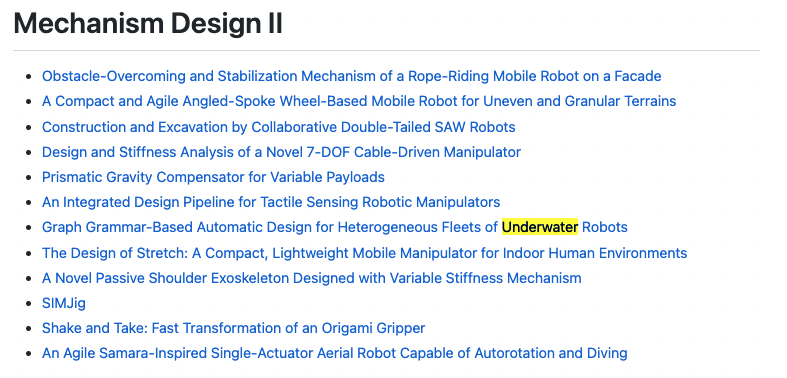 Mechanism Design II
Obstacle-Overcoming and Stabilization Mechanism of a Rope-Riding Mobile Robot on a Facade
A Compact and Agile Angled-Spoke Wheel-Based Mobile Robot for Uneven and Granular Terrains
Construction and Excavation by Collaborative Double-Tailed SAW Robots
Design and Stiffness Analysis of a Novel 7-DOF Cable-Driven Manipulator
Prismatic Gravity Compensator for Variable Payloads
An Integrated Design Pipeline for Tactile Sensing Robotic Manipulators
Graph Grammar-Based Automatic Design for Heterogeneous Fleets of Underwater Robots
The Design of Stretch: A Compact, Lightweight Mobile Manipulator for Indoor Human Environments
A Novel Passive Shoulder Exoskeleton Designed with Variable Stiffness Mechanism
SIMJig
Shake and Take: Fast Transformation of an Origami Gripper
An Agile Samara-Inspired Single-Actuator Aerial Robot Capable of Autorotation and Diving